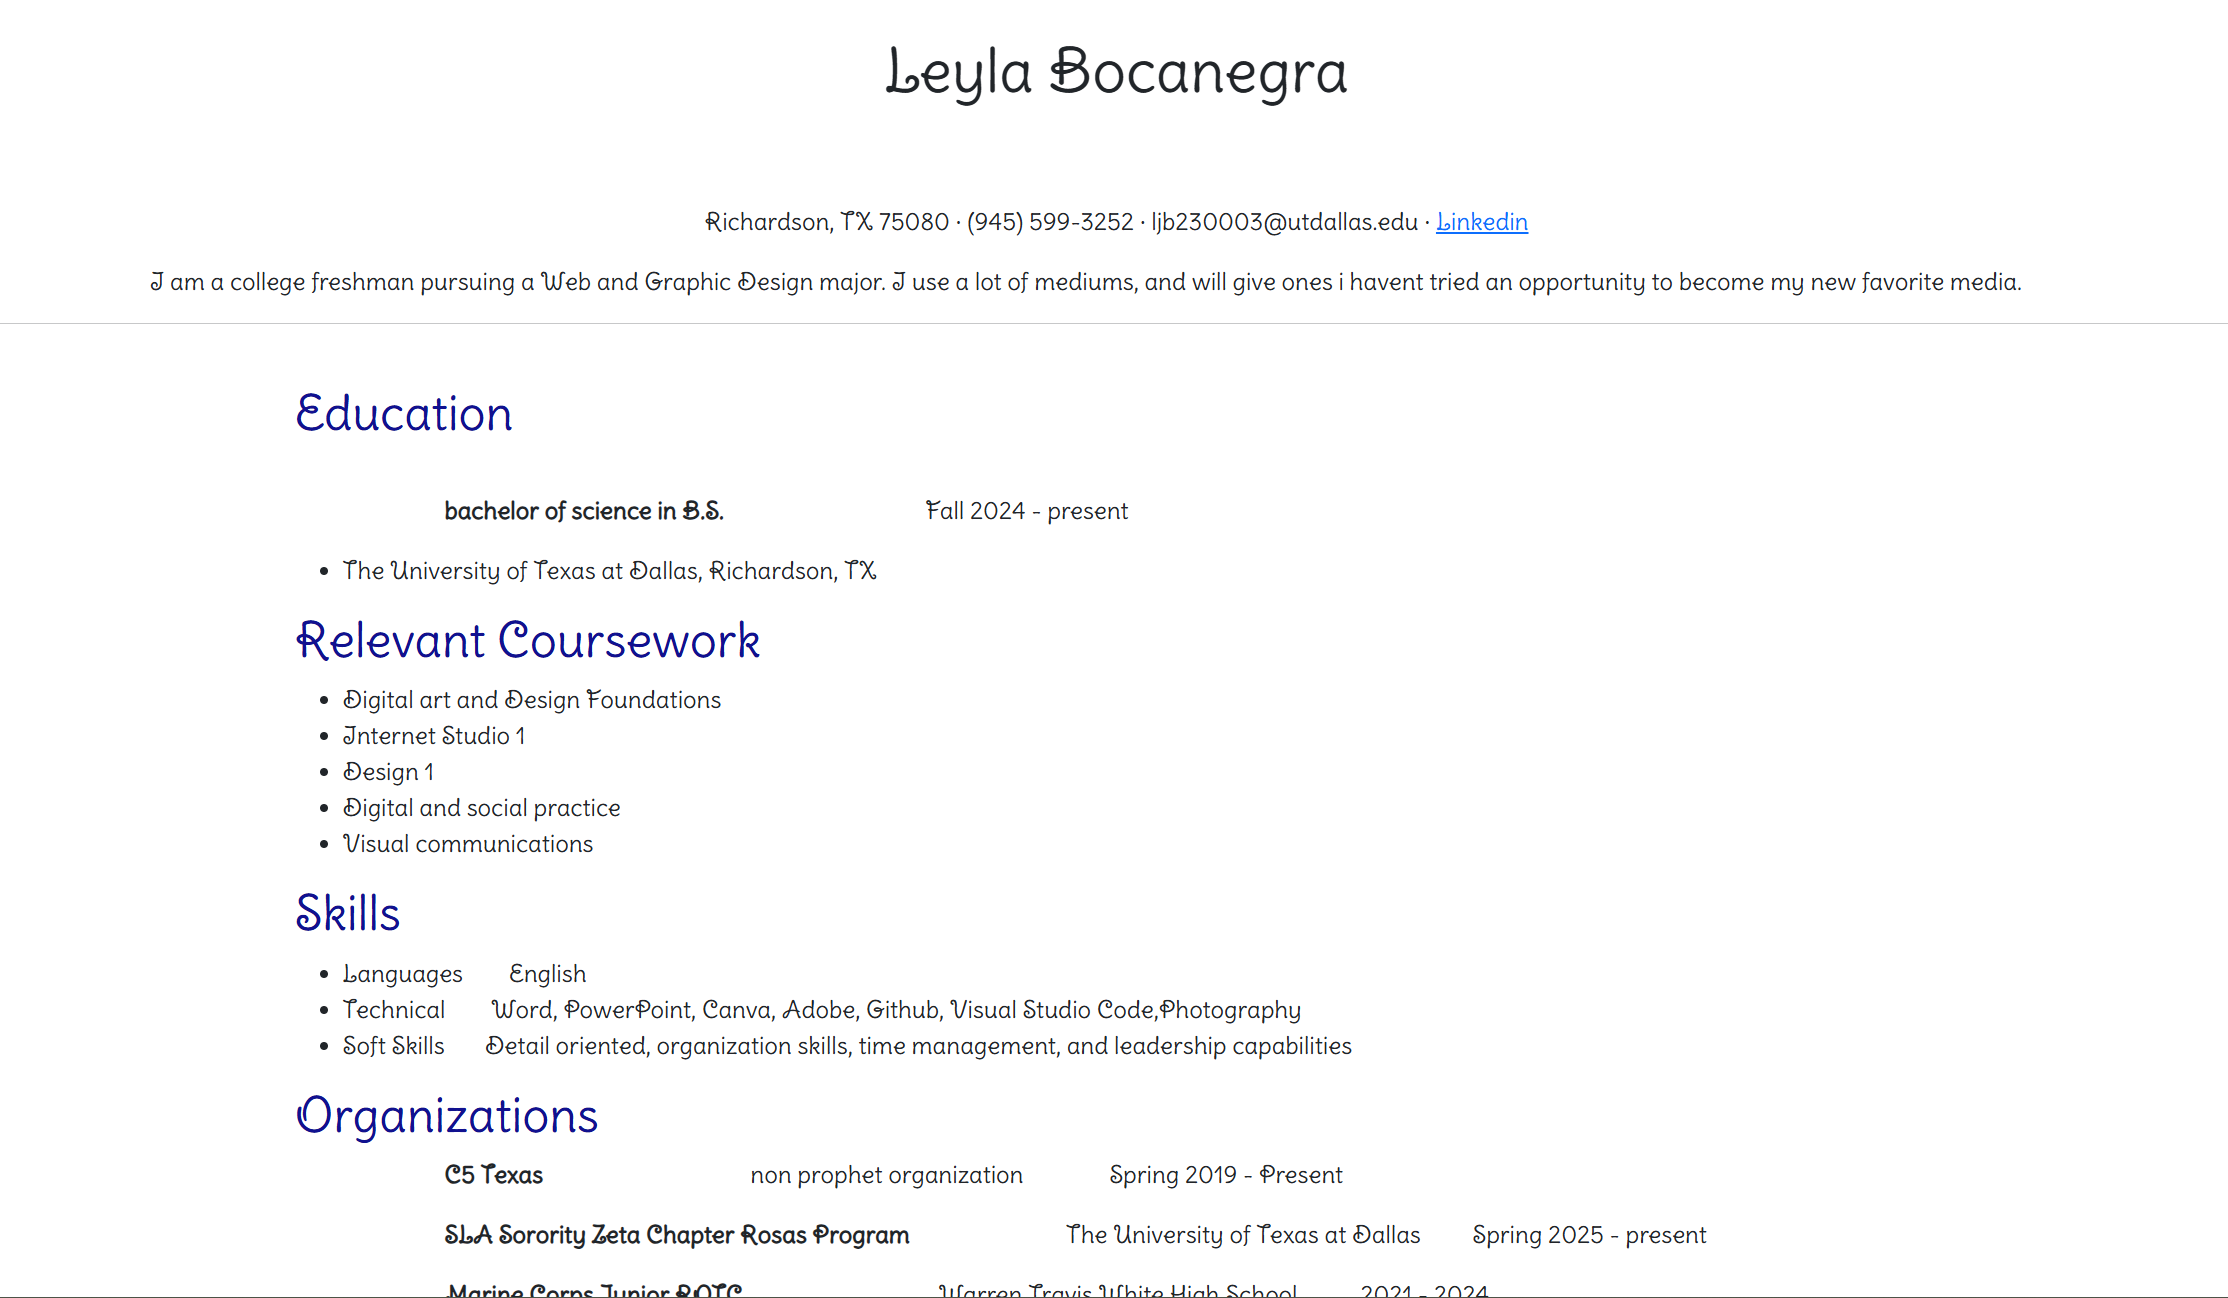 Leyla Bocanegra
Richardson, TX 75080 · (945) 599-3252 · ljb230003@utdallas.edu · Linkedin
I am a college freshman pursuing a Web and Graphic Design major. I use a lot of mediums, and will give ones i havent tried an opportunity to become my new favorite media.
Education
bachelor of science in B.S. Fall 2024 - present
• The University of Texas at Dallas, Richardson, TX
Relevant Coursework
• Digital art and Design Foundations
• Internet Studio 1
• Design 1
• Digital and social practice
• Visual communications
Skills
• Languages English
• Technical Word, PowerPoint, Canva, Adobe, Github, Visual Studio Code,Photography
• Soft Skills Detail oriented, organization skills, time management, and leadership capabilities
Organizations
C5 Texas non prophet organization Spring 2019 - Present
SLA Sorority Zeta Chapter Rosas Program The University of Texas at Dallas Spring 2025 - present
Marine Corps Junior ROTC Warren Travis White High School 2021 - 2024